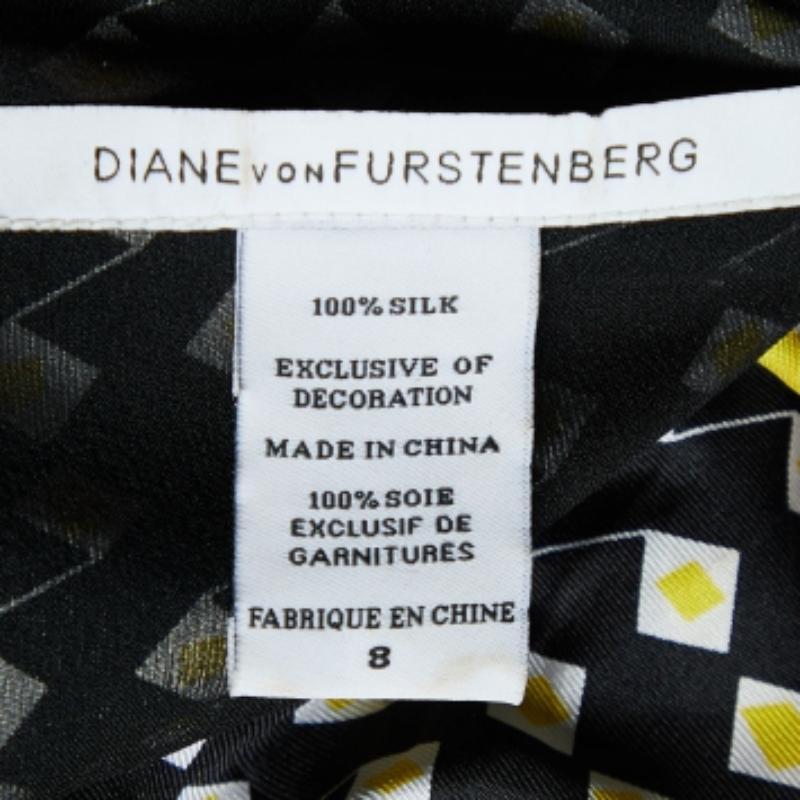 DIANE VON FURSTENBERG
100% SILK
EXCLUSIVE OF
DECORATION
MADE IN CHINA
100% SOIE
EXCLUSIF DE
GARNITURES
FABRIQUE EN CHINE
8